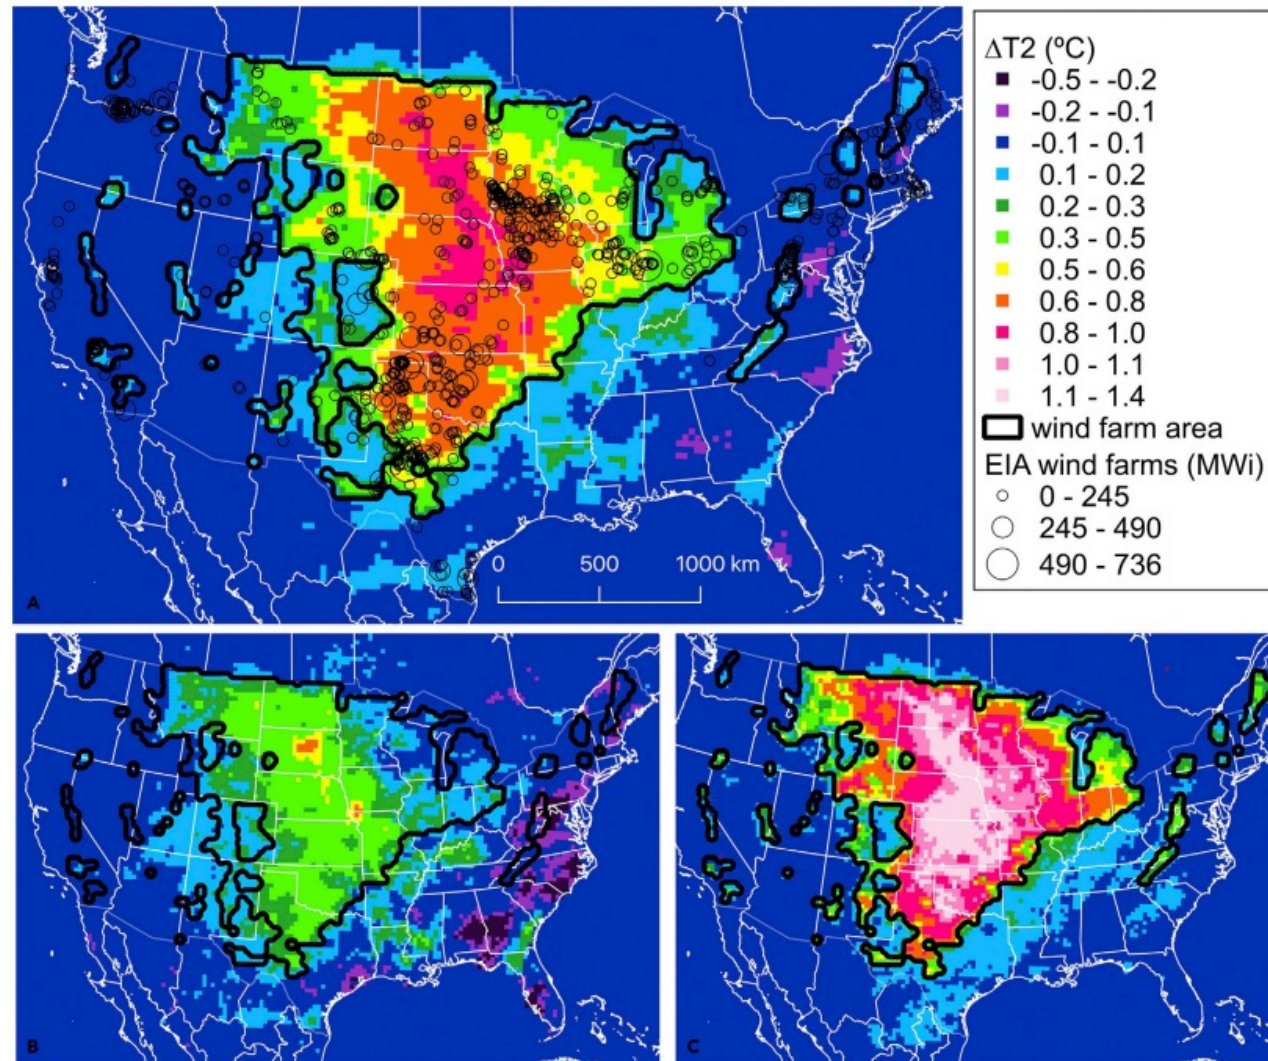 ΔT2 (ºC)
-0.5 - -0.2
-0.2 - -0.1
-0.1 - 0.1
0.1 - 0.2
0.2 - 0.3
0.3 - 0.5
0.5 - 0.6
0.6 - 0.8
0.8 - 1.0
1.0 - 1.1
1.1 - 1.4
wind farm area
EIA wind farms (MWi)
0 - 245
245 - 490
490 - 736
0 500 1000 km
A
B
C